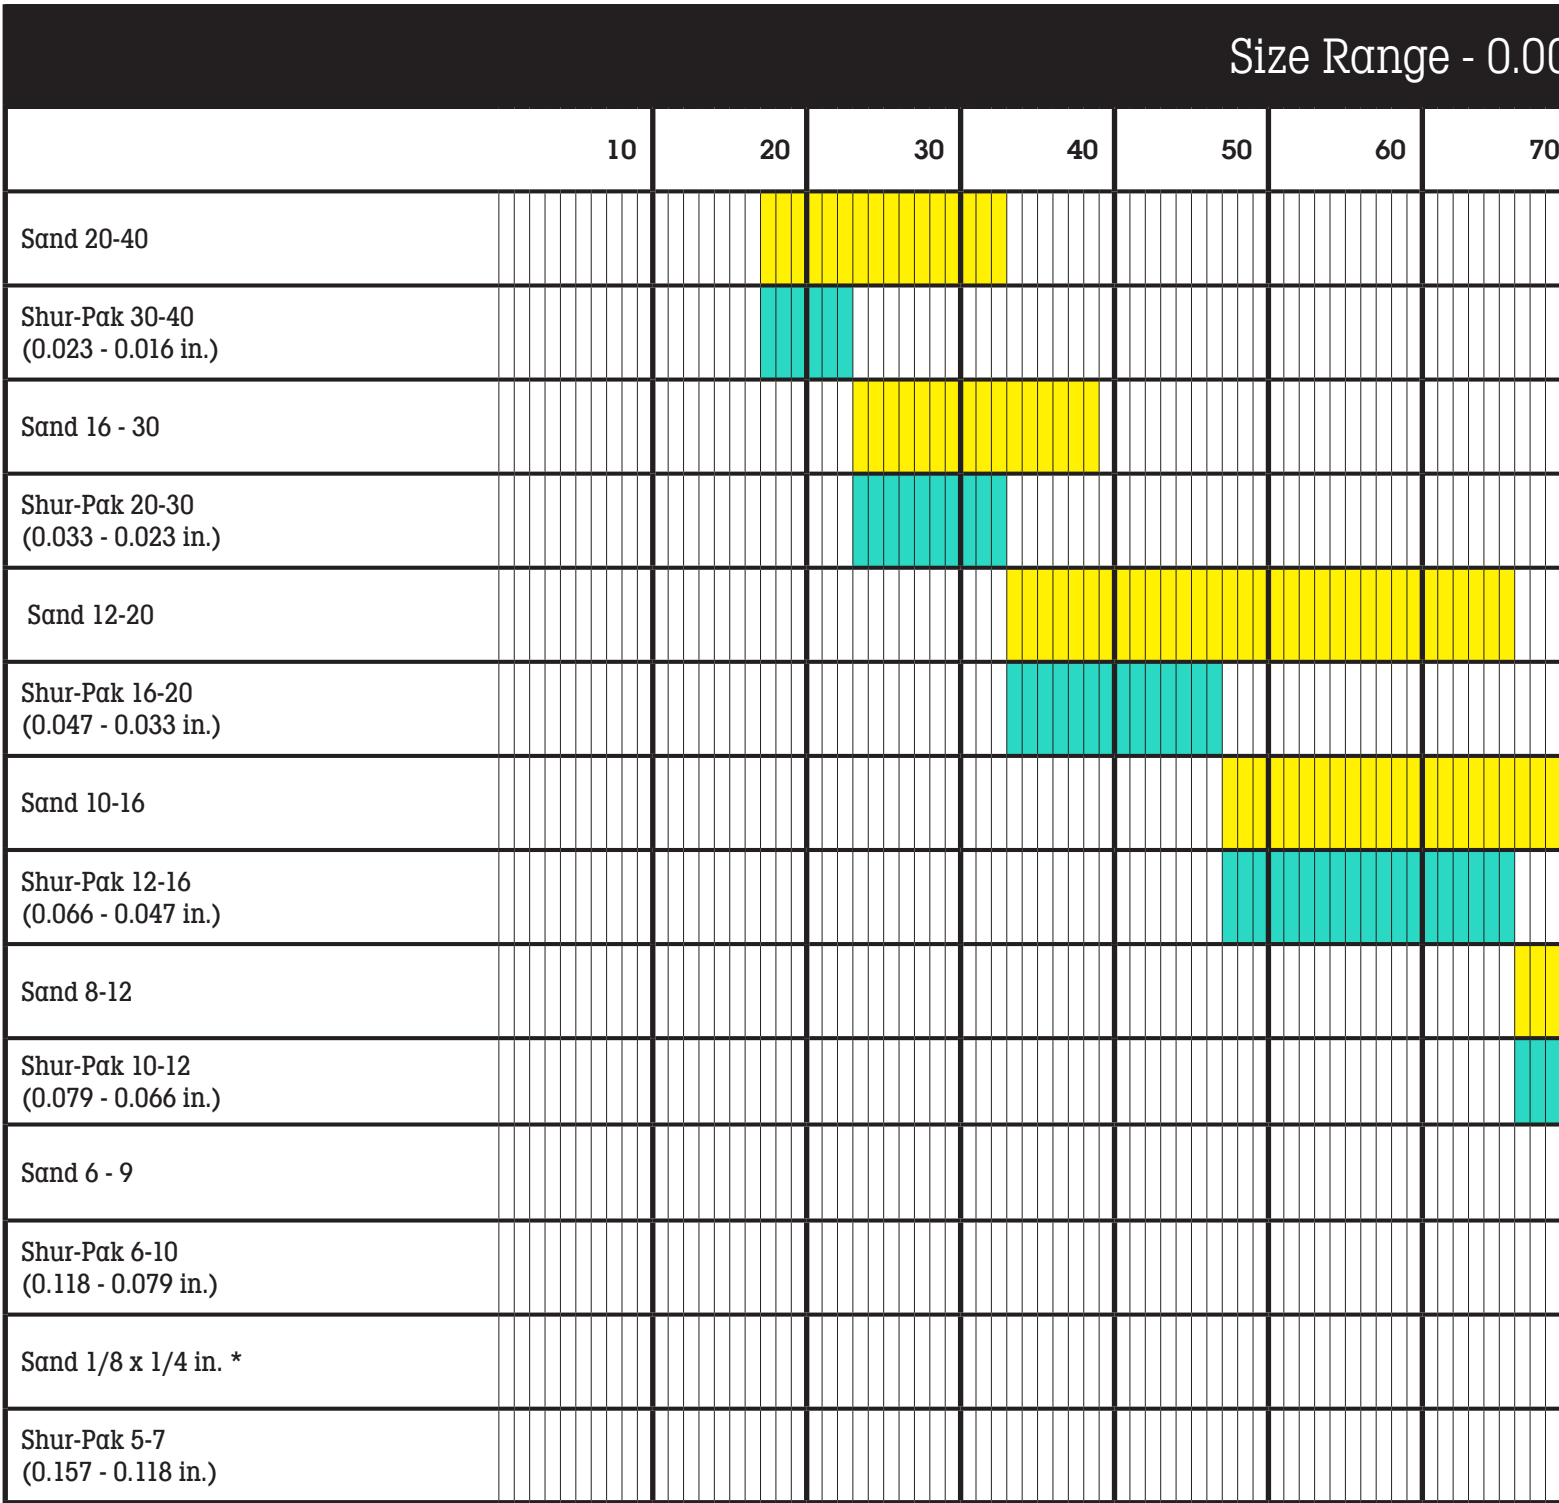 Size Range - 0.00
10 20 30 40 50 60 70
Sand 20-40
Shur-Pak 30-40
(0.023 - 0.016 in.)
Sand 16 - 30
Shur-Pak 20-30
(0.033 - 0.023 in.)
Sand 12-20
Shur-Pak 16-20
(0.047 - 0.033 in.)
Sand 10-16
Shur-Pak 12-16
(0.066 - 0.047 in.)
Sand 8-12
Shur-Pak 10-12
(0.079 - 0.066 in.)
Sand 6 - 9
Shur-Pak 6-10
(0.118 - 0.079 in.)
Sand 1/8 x 1/4 in. *
Shur-Pak 5-7
(0.157 - 0.118 in.)